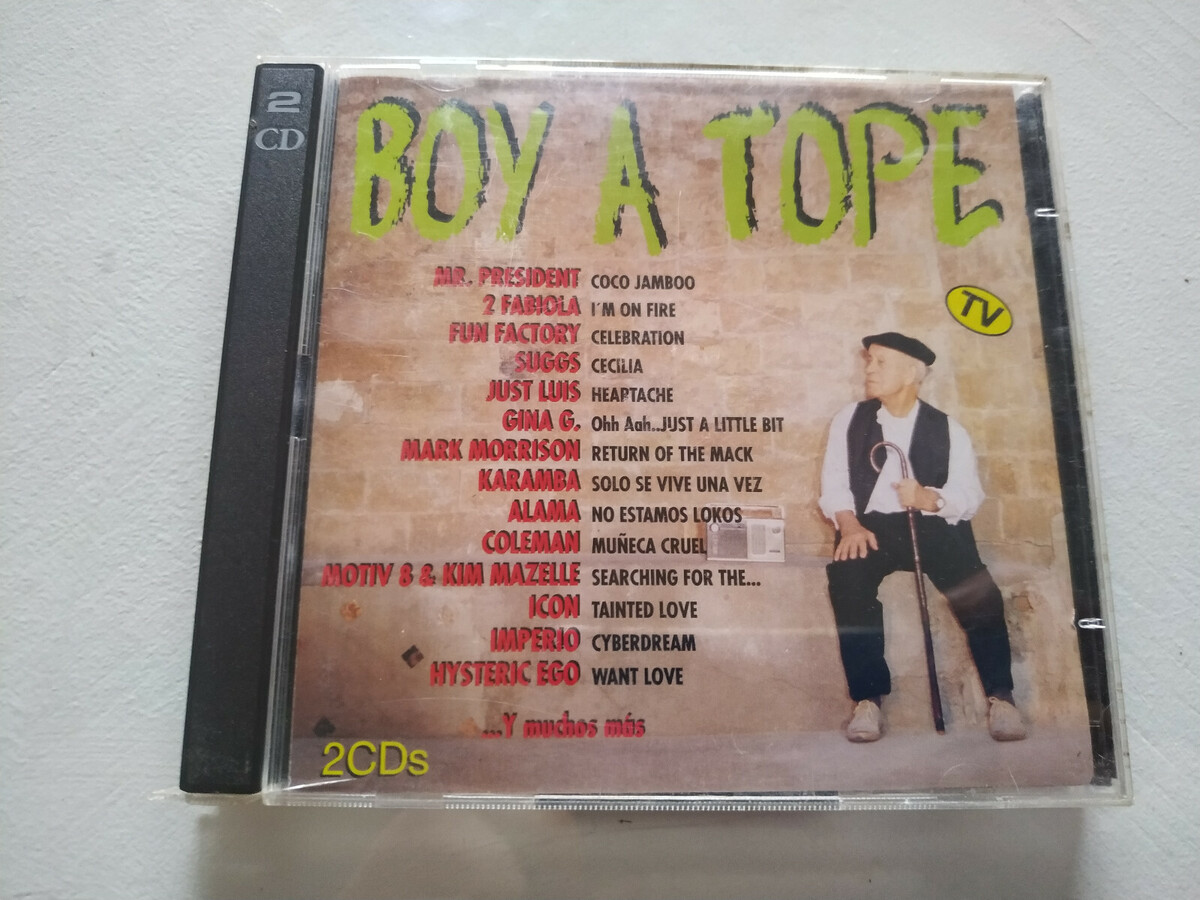 2
CD
BOY A TOPE
MR. PRESIDENT COCO JAMBOO
2 FABIOLA I´M ON FIRE
TV
FUN FACTORY CELEBRATION
SUGGS CECILIA
JUST LUIS HEARTACHE
GINA G. Ohh Aah..JUST A LITTLE BIT
MARK MORRISON RETURN OF THE MACK
KARAMBA SOLO SE VIVE UNA VEZ
ALAMA NO ESTAMOS LOKOS
COLEMAN MUÑECA CRUEL
MOTIV 8 & KIM MAZELLE SEARCHING FOR THE...
ICON TAINTED LOVE
IMPERIO CYBERDREAM
HYSTERIC EGO WANT LOVE
...Y muchos más
2CDs